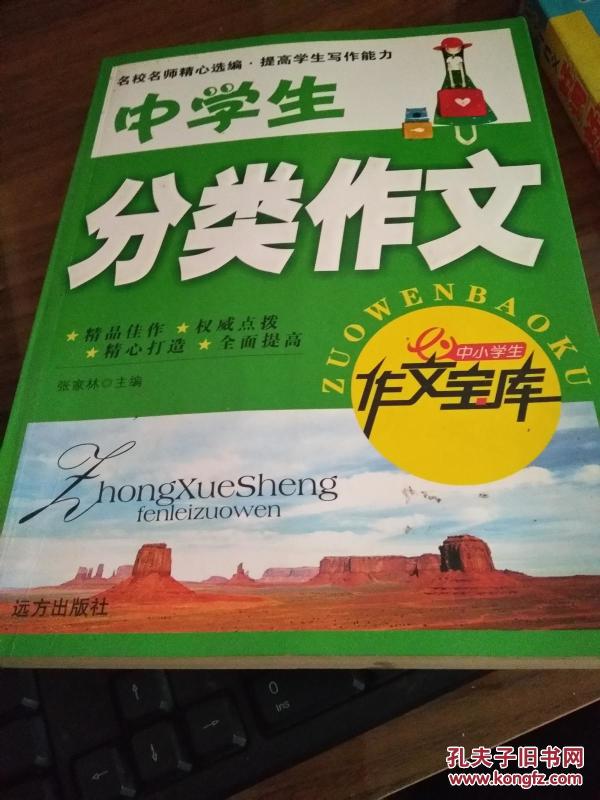 名校名师精心选编·提高学生写作能力
中学生
分类作文
★精品佳作 ★权威点拨
★精心打造 ★全面提高
张家林◎主编
ZUOWENBAOKU
中小学生
作文宝库
ZhongXueSheng
fenleizuowen
远方出版社
0
Ins
孔夫子旧书网
www.kongfz.com